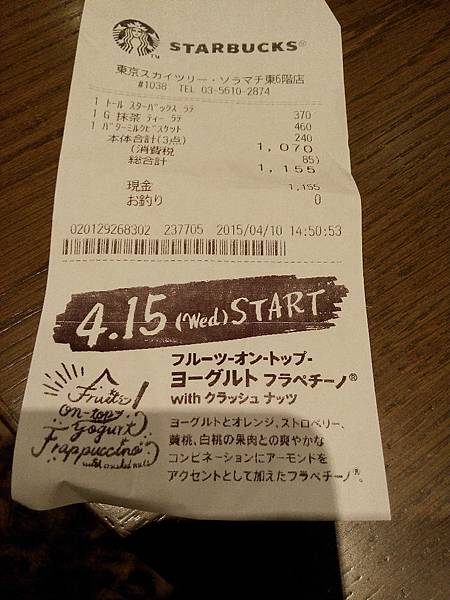 STARBUCKS®
TM
東京スカイツリー・ソラマチ東6階店
#1038 TEL 03-5610-2874
1 トール スターバックス ラテ 370
1 G 抹茶 ティー ラテ 460
1 バターミルクビスケット 240
本体合計(3点) 1,070
(消費税 85)
総合計 1,155
現金 1,155
お釣り 0
020129268302 237705 2015/04/10 14:50:53
4.15 (Wed) START
フルーツ-オン-トップ-
ヨーグルト フラペチーノ®
with クラッシュ ナッツ
Fruits
on-top
yogurt
Frappuccino
with crushed nuts
ヨーグルトとオレンジ、ストロベリー、
黄桃、白桃の果肉との爽やかな
コンビネーションにアーモンドを
アクセントとして加えたフラペチーノ®。